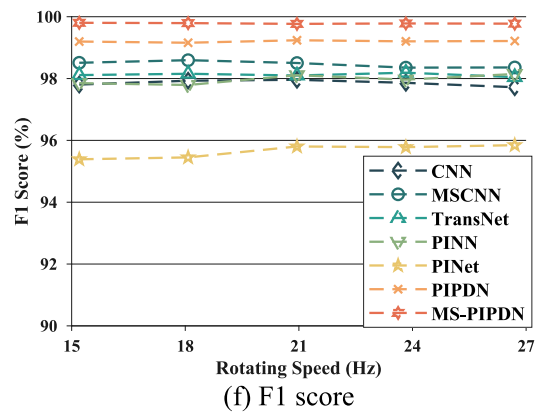 100
98
96
94
92
90
F1 Score (%)
CNN
MSCNN
TransNet
PINN
PINet
PIPDN
MS-PIPDN
15 18 21 24 27
Rotating Speed (Hz)
(f) F1 score